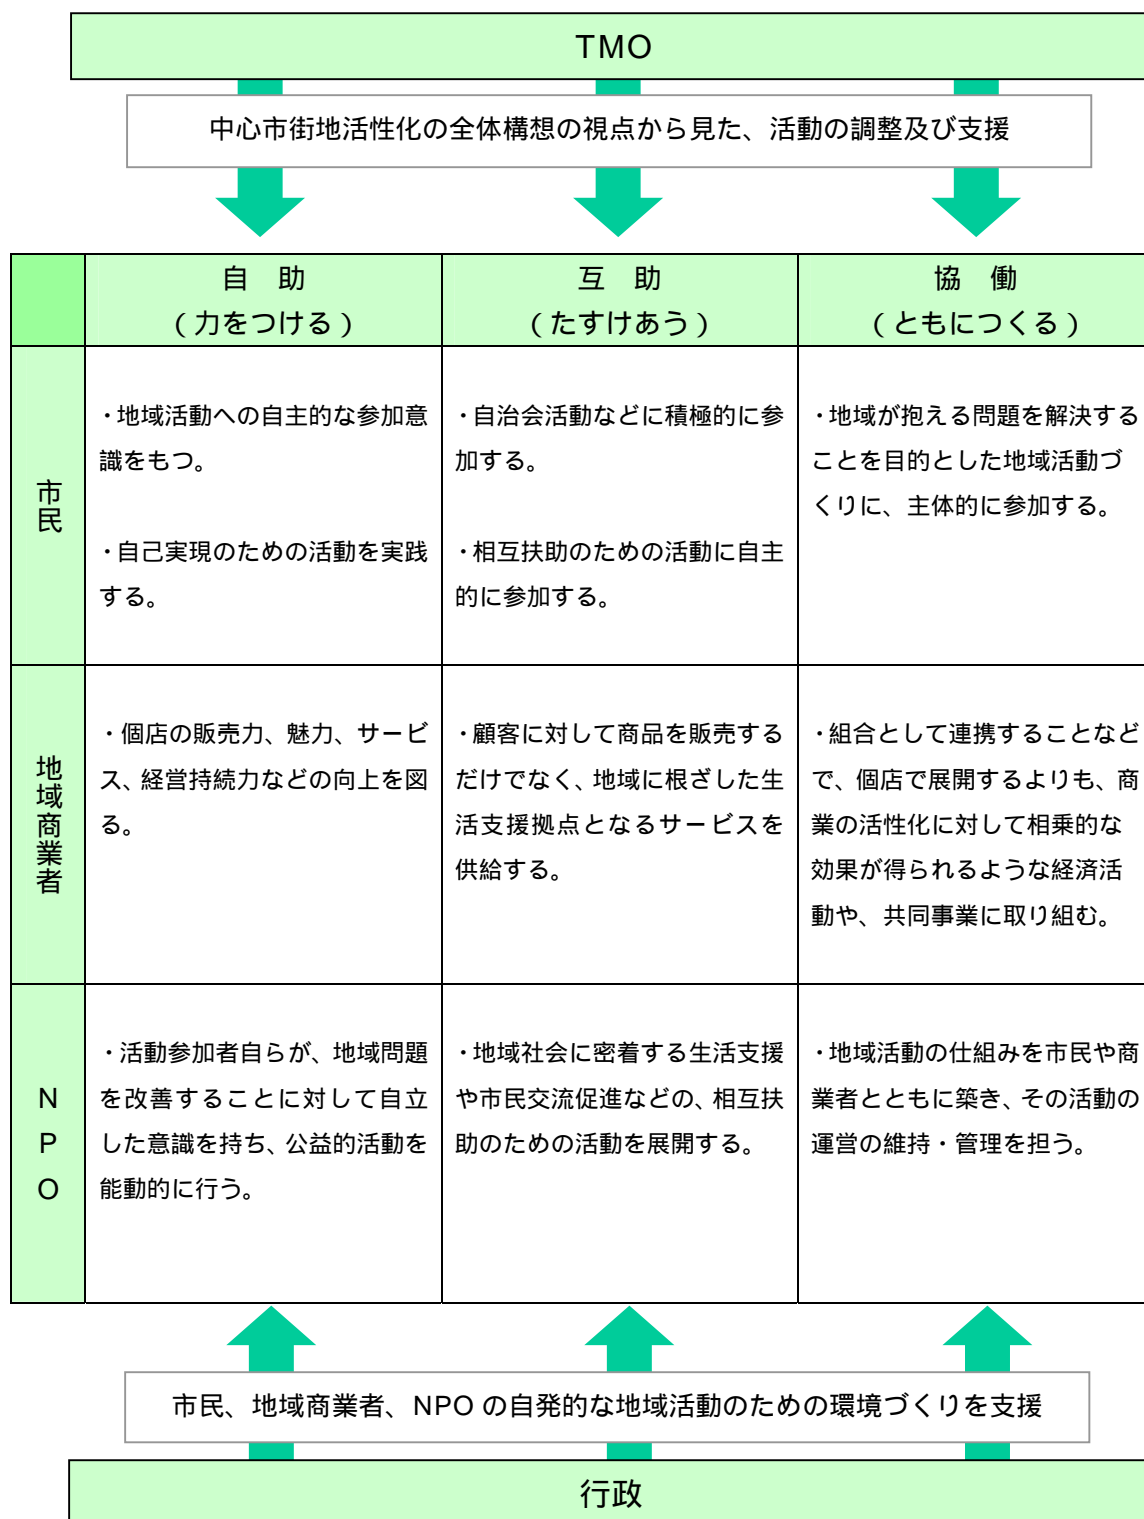 TMO
中心市街地活性化の全体構想の視点から見た、活動の調整及び支援
自　助
（力をつける）
互　助
（たすけあう）
協　働
（ともにつくる）
市民
・地域活動への自主的な参加意
識をもつ。
・自己実現のための活動を実践
する。
・自治会活動などに積極的に参
加する。
・相互扶助のための活動に自主
的に参加する。
・地域が抱える問題を解決する
ことを目的とした地域活動づ
くりに、主体的に参加する。
地域商業者
・個店の販売力、魅力、サービ
ス、経営持続力などの向上を図
る。
・顧客に対して商品を販売する
だけでなく、地域に根ざした生
活支援拠点となるサービスを
供給する。
・組合として連携することなど
で、個店で展開するよりも、商
業の活性化に対して相乗的な
効果が得られるような経済活
動や、共同事業に取り組む。
NPO
・活動参加者自らが、地域問題
を改善することに対して自立
した意識を持ち、公益的活動を
能動的に行う。
・地域社会に密着する生活支援
や市民交流促進などの、相互扶
助のための活動を展開する。
・地域活動の仕組みを市民や商
業者とともに築き、その活動の
運営の維持・管理を担う。
市民、地域商業者、NPO の自発的な地域活動のための環境づくりを支援
行政